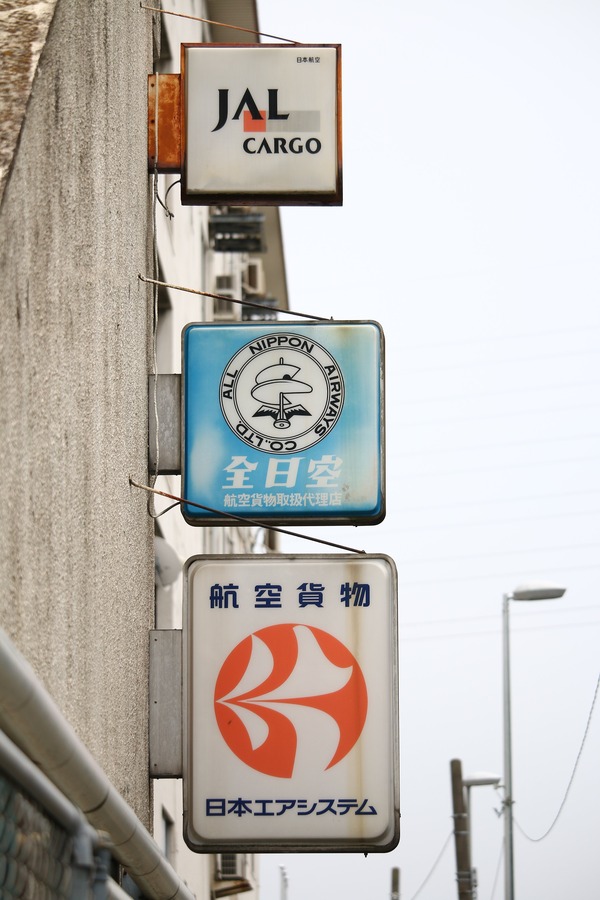 日本航空
JAL
CARGO
ALL NIPPON AIRWAYS CO.LTD
全日空
航空貨物取扱代理店
航空貨物
日本エアシステム